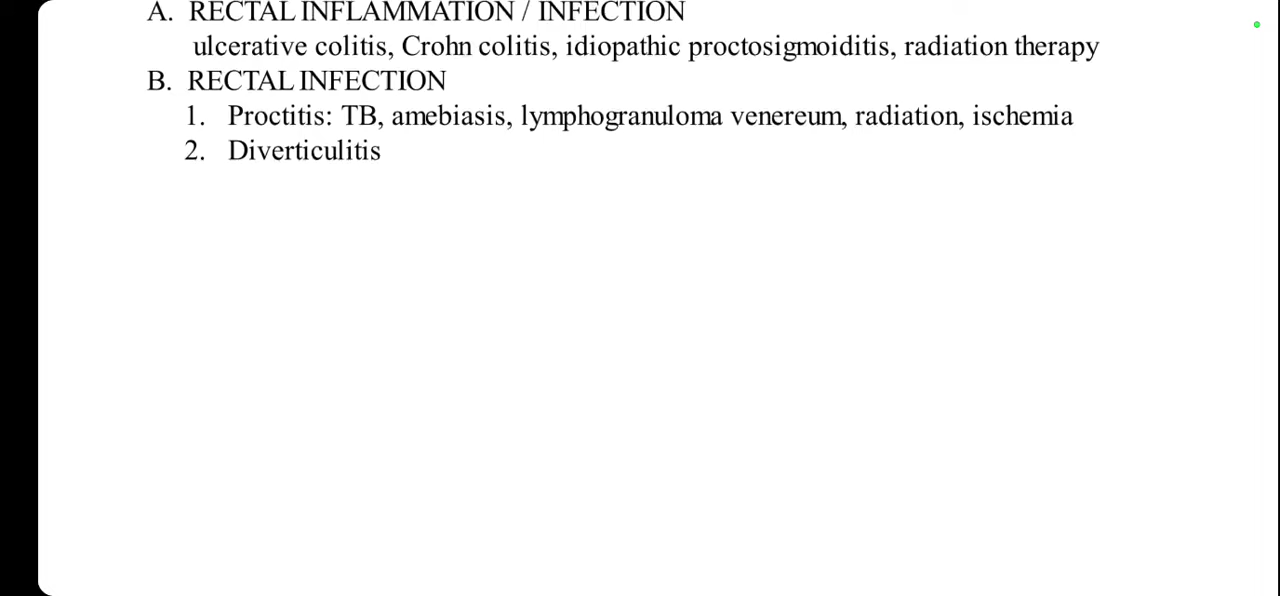 A. RECTAL INFLAMMATION / INFECTION
ulcerative colitis, Crohn colitis, idiopathic proctosigmoiditis, radiation therapy
B. RECTAL INFECTION
1. Proctitis: TB, amebiasis, lymphogranuloma venereum, radiation, ischemia
2. Diverticulitis